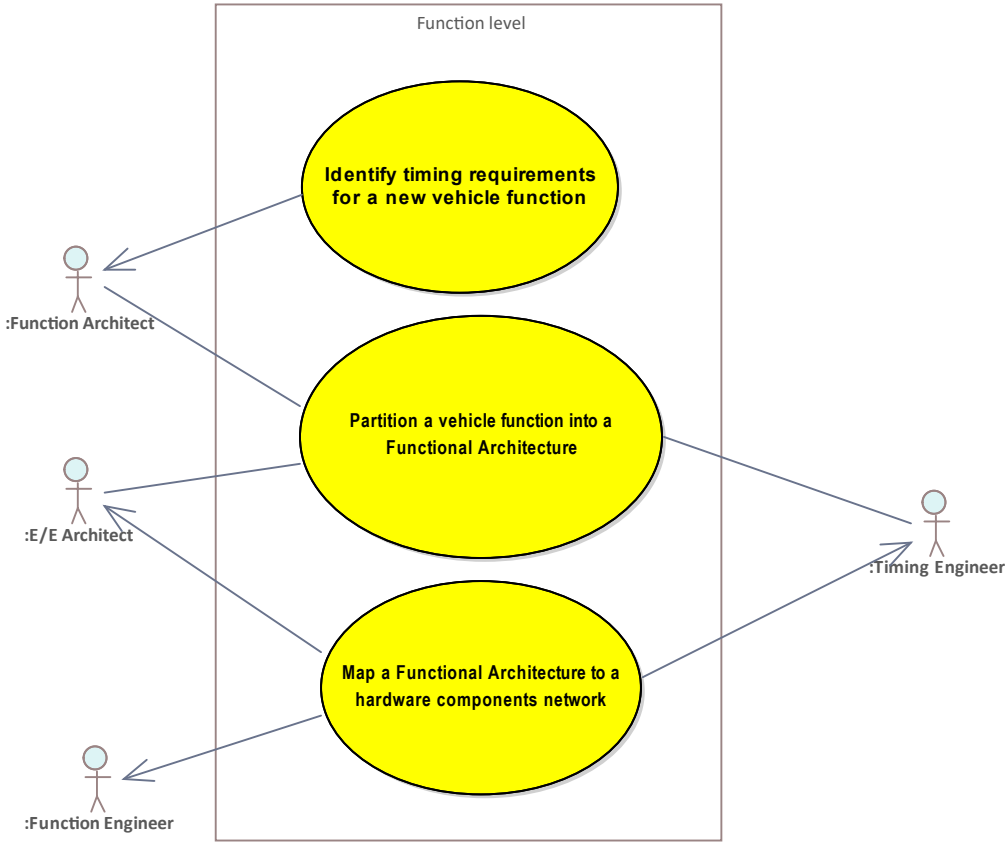 Function level
Identify timing requirements
for a new vehicle function
:Function Architect
Partition a vehicle function into a
Functional Architecture
:E/E Architect
:Timing Engineer
Map a Functional Architecture to a
hardware components network
:Function Engineer